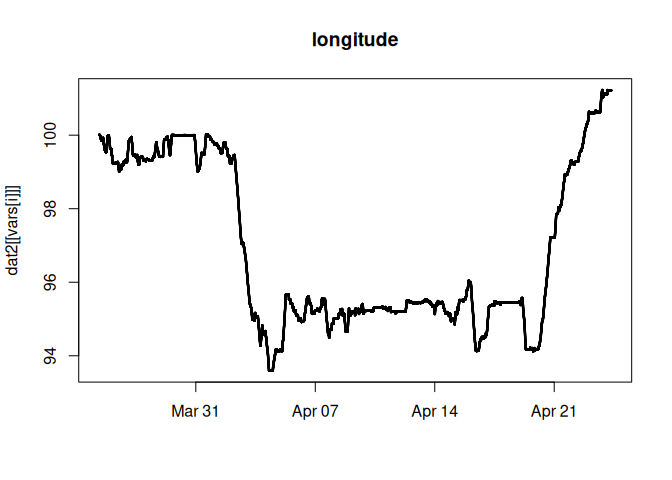 longitude
dat2[[vars[i]]]
100
98
96
94
Mar 31
Apr 07
Apr 14
Apr 21